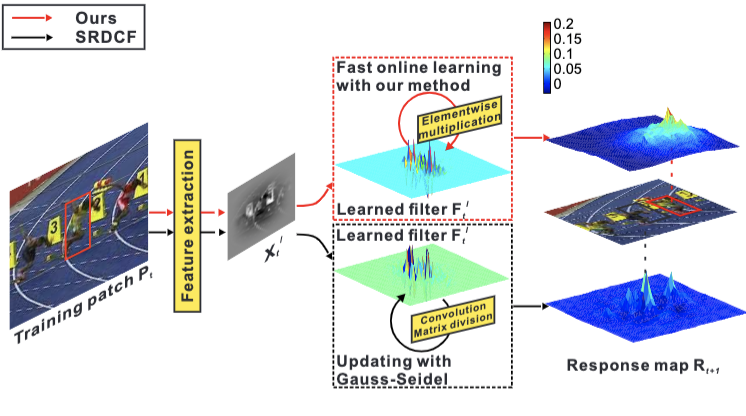 Ours
SRDCF
0.2
0.15
0.05
0
Fast online learning
with our method
Elementwise
multiplication
Learned filter F_t^l
Feature extraction
3
4
Training patch P_t
x_t^l
Learned filter F_t^l
Convolution
Matrix division
Updating with
Gauss-Seidel
Response map R_{t+1}